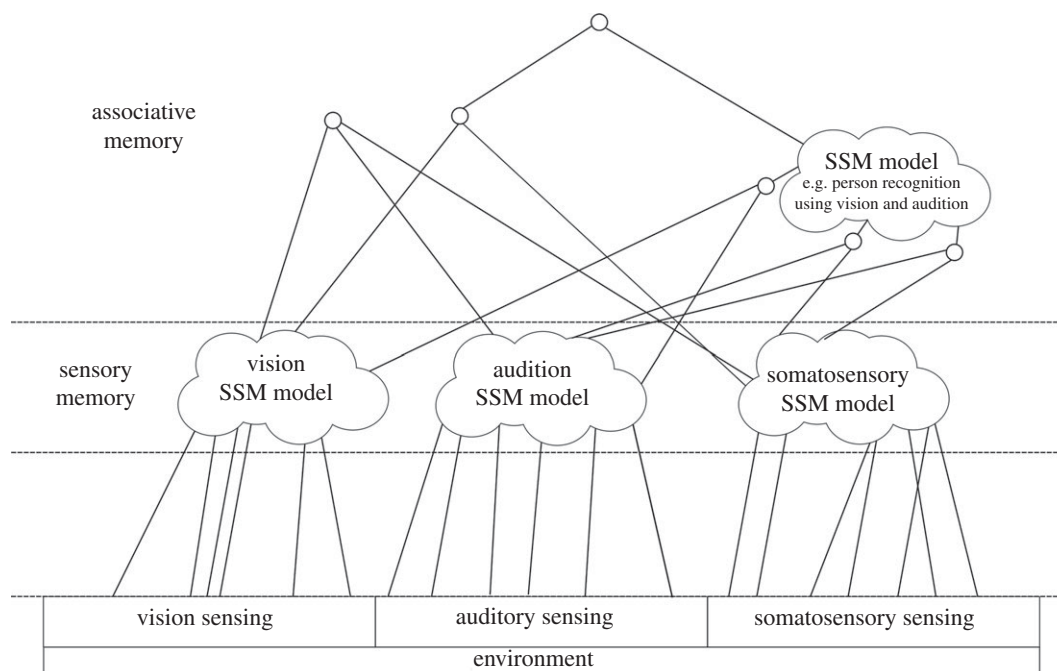 associative
memory
SSM model
e.g. person recognition
using vision and audition
sensory
memory
vision
SSM model
audition
SSM model
somatosensory
SSM model
vision sensing
auditory sensing
somatosensory sensing
environment